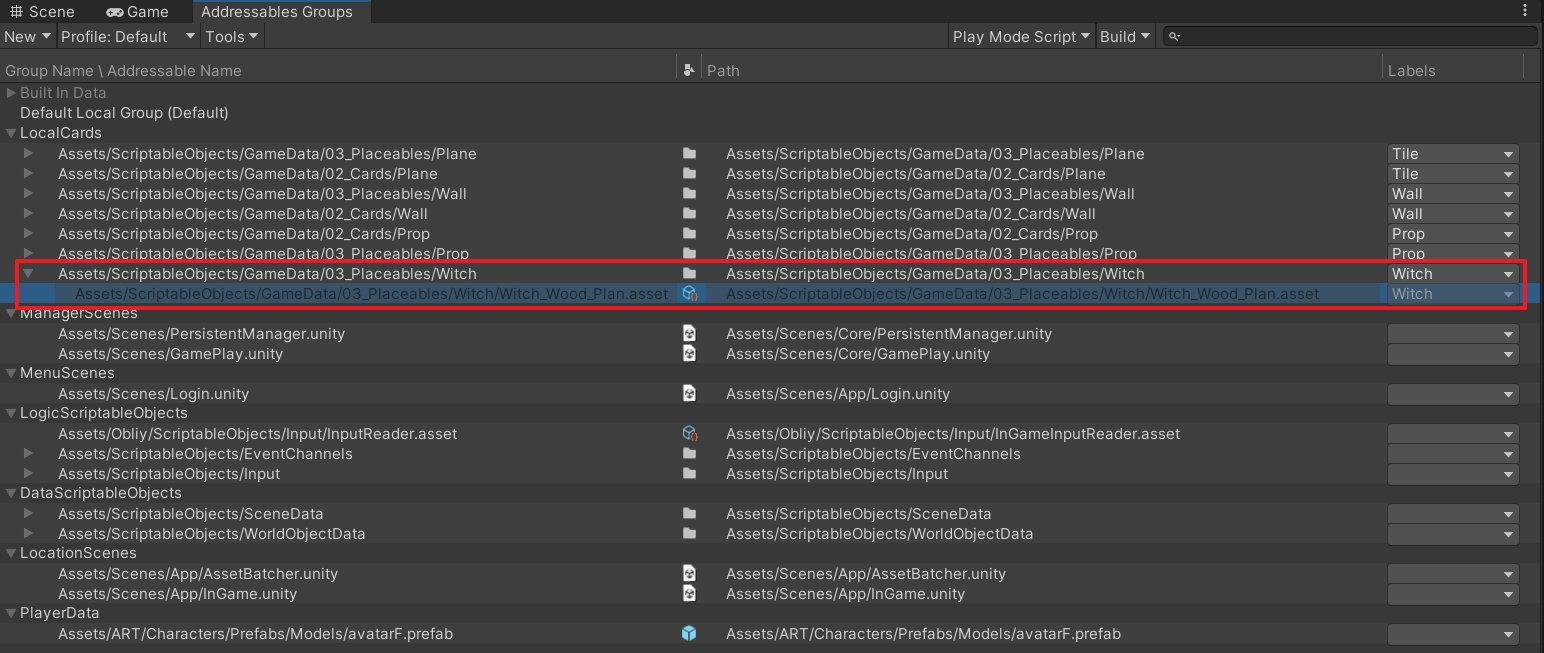 Scene Game Addressables Groups
New Profile: Default Tools Play Mode Script Build
Group Name \ Addressable Name Path Labels
Built In Data
Default Local Group (Default)
LocalCards
Assets/ScriptableObjects/GameData/03_Placeables/Plane Assets/ScriptableObjects/GameData/03_Placeables/Plane Tile
Assets/ScriptableObjects/GameData/02_Cards/Plane Assets/ScriptableObjects/GameData/02_Cards/Plane Tile
Assets/ScriptableObjects/GameData/03_Placeables/Wall Assets/ScriptableObjects/GameData/03_Placeables/Wall Wall
Assets/ScriptableObjects/GameData/02_Cards/Wall Assets/ScriptableObjects/GameData/02_Cards/Wall Wall
Assets/ScriptableObjects/GameData/02_Cards/Prop Assets/ScriptableObjects/GameData/02_Cards/Prop Prop
Assets/ScriptableObjects/GameData/03_Placeables/Prop Assets/ScriptableObjects/GameData/03_Placeables/Prop Prop
Assets/ScriptableObjects/GameData/03_Placeables/Witch Assets/ScriptableObjects/GameData/03_Placeables/Witch Witch
Assets/ScriptableObjects/GameData/03_Placeables/Witch/Witch_Wood_Plan.asset Assets/ScriptableObjects/GameData/03_Placeables/Witch/Witch_Wood_Plan.asset Witch
ManagerScenes
Assets/Scenes/PersistentManager.unity Assets/Scenes/Core/PersistentManager.unity
Assets/Scenes/GamePlay.unity Assets/Scenes/Core/GamePlay.unity
MenuScenes
Assets/Scenes/Login.unity Assets/Scenes/App/Login.unity
LogicScriptableObjects
Assets/Obliy/ScriptableObjects/Input/InputReader.asset Assets/Obliy/ScriptableObjects/Input/InGameInputReader.asset
Assets/ScriptableObjects/EventChannels Assets/ScriptableObjects/EventChannels
Assets/ScriptableObjects/Input Assets/ScriptableObjects/Input
DataScriptableObjects
Assets/ScriptableObjects/SceneData Assets/ScriptableObjects/SceneData
Assets/ScriptableObjects/WorldObjectData Assets/ScriptableObjects/WorldObjectData
LocationScenes
Assets/Scenes/App/AssetBatcher.unity Assets/Scenes/App/AssetBatcher.unity
Assets/Scenes/App/InGame.unity Assets/Scenes/App/InGame.unity
PlayerData
Assets/ART/Characters/Prefabs/Models/avatarF.prefab Assets/ART/Characters/Prefabs/Models/avatarF.prefab